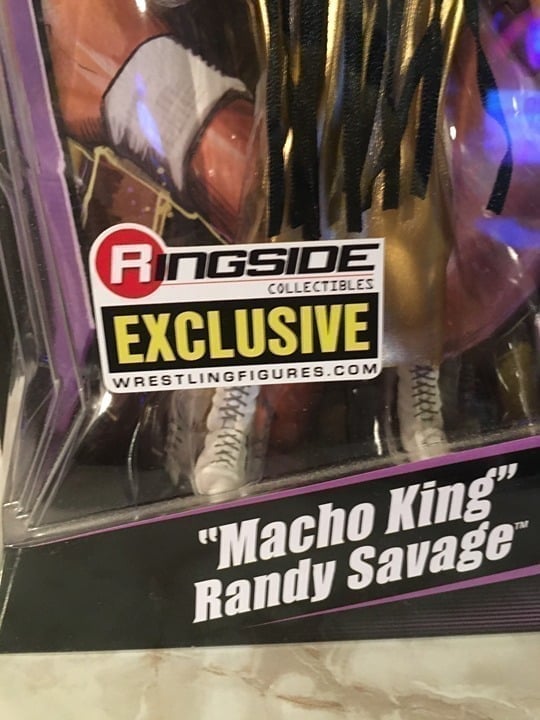 RINGSIDE
COLLECTIBLES
EXCLUSIVE
WRESTLINGFIGURES.COM
"Macho King"
Randy Savage™